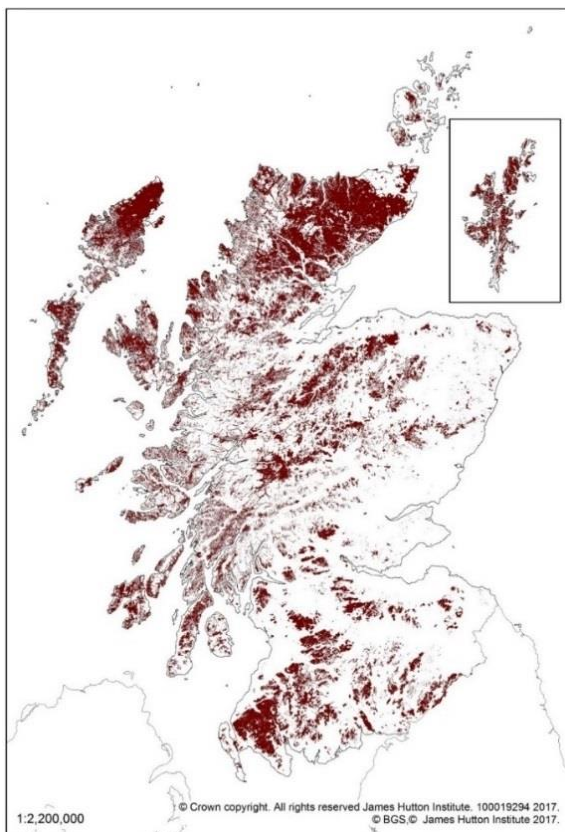 1:2,200,000
© Crown copyright. All rights reserved James Hutton Institute. 100019294 2017.
© BGS,© James Hutton Institute 2017.